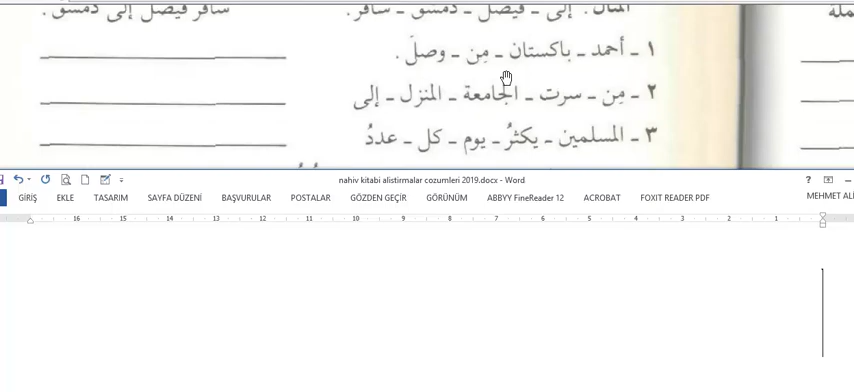 المثال : إلى ـ فيصل ـ دمشق ـ سافر . سافر فيصل إلى دمشق .
١ ـ أحمد ـ باكستان ـ مِن ـ وصلَ .
٢ ـ مِن ـ سرت ـ الجامعة ـ المنزل ـ إلى
٣ ـ المسلمين ـ يكثرُ ـ يوم ـ كل ـ عددُ
nahiv kitabi alistirmalar cozumleri 2019.docx - Word
GİRİŞ EKLE TASARIM SAYFA DÜZENİ BAŞVURULAR POSTALAR GÖZDEN GEÇİR GÖRÜNÜM ABBYY FineReader 12 ACROBAT FOXIT READER PDF MEHMET ALİ
16 15 14 13 12 11 10 9 8 7 6 5 4 3 2 1